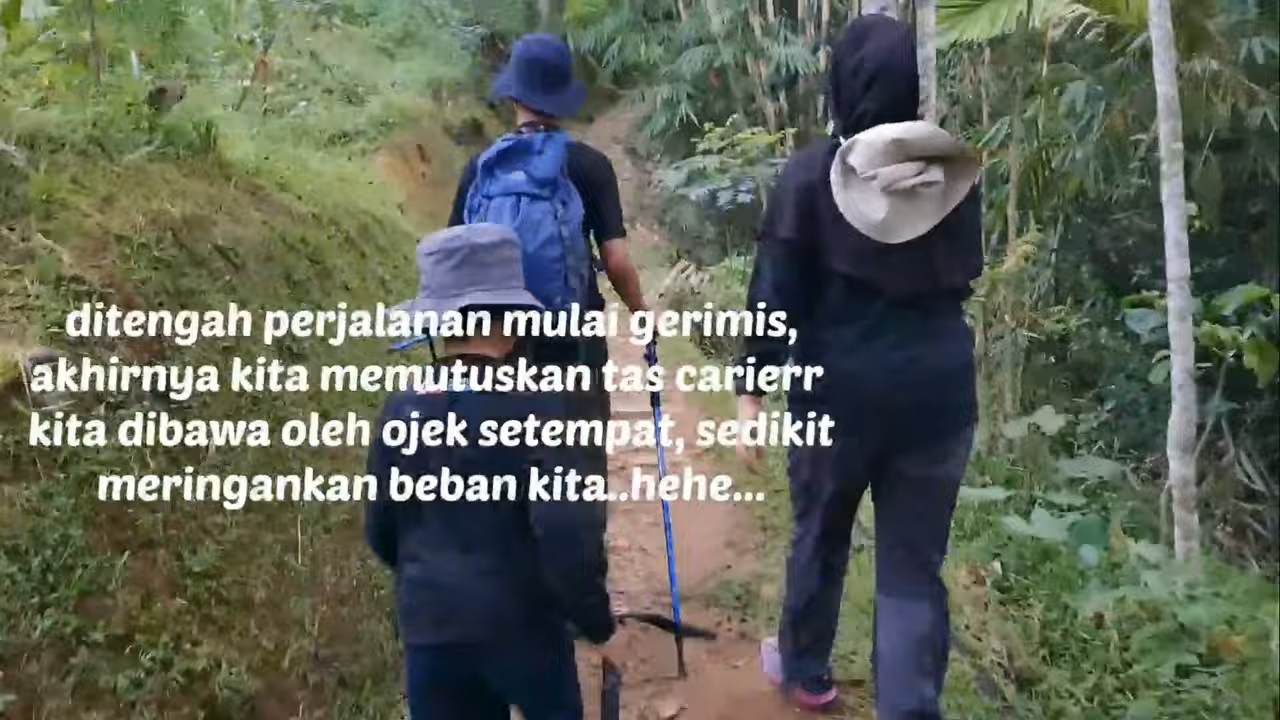 ditengah perjalanan mulai gerimis,
akhirnya kita memutuskan tas carierr
kita dibawa oleh ojek setempat, sedikit
meringankan beban kita..hehe...